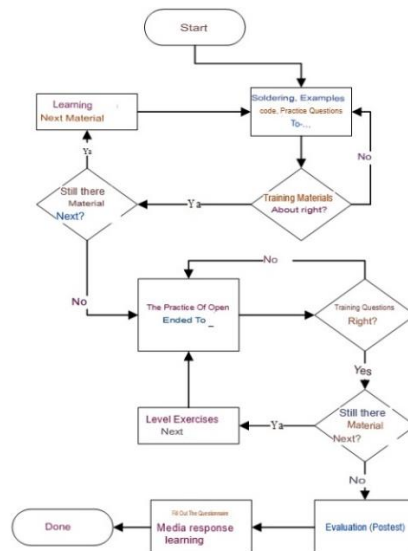 Start
Soldering, Examples
code, Practice Questions
To-...
Learning
Next Material
Ya
No
Still there
Material
Next?
Ya
Training Materials
About right?
No
No
The Practice Of Open
Ended To _
Training Questions
Right?
Yes
Level Exercises
Next
Ya
Still there
Material
Next?
No
Done
Fill Out The Questionnaire
Media response
learning
Evaluation (Postest)